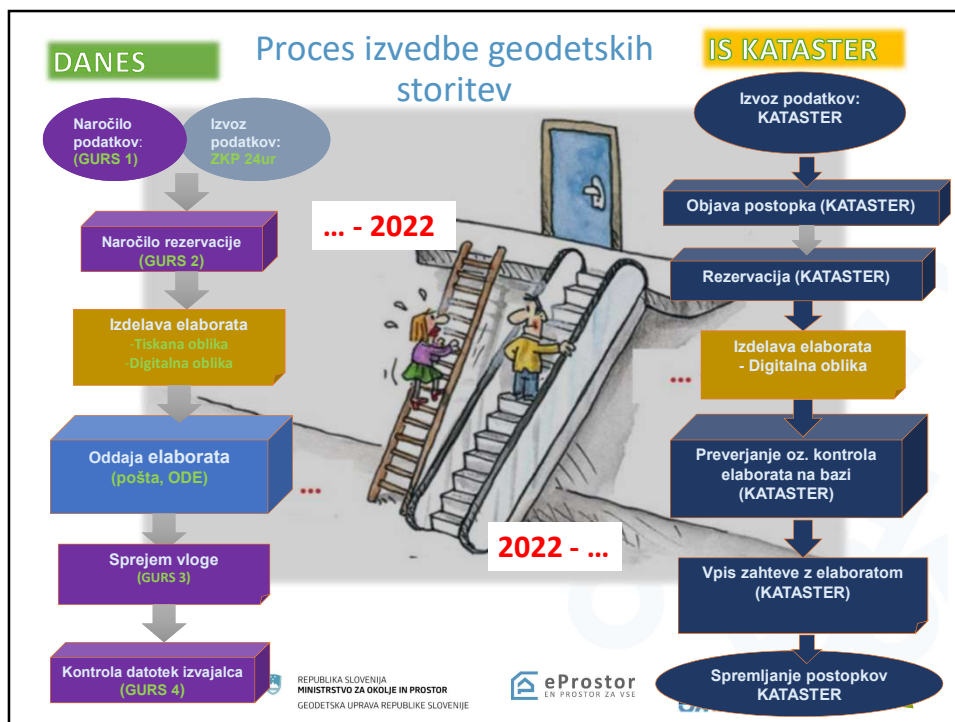 DANES
Proces izvedbe geodetskih
storitev
IS KATASTER
Naročilo
podatkov:
(GURS 1)
Izvoz
podatkov:
ZKP 24ur
Naročilo rezervacije
(GURS 2)
Izdelava elaborata
-Tiskana oblika
-Digitalna oblika
Oddaja elaborata
(pošta, ODE)
...
Sprejem vloge
(GURS 3)
Kontrola datotek izvajalca
(GURS 4)
... - 2022
2022 - ...
Izvoz podatkov:
KATASTER
Objava postopka (KATASTER)
Rezervacija (KATASTER)
...
Izdelava elaborata
- Digitalna oblika
Preverjanje oz. kontrola
elaborata na bazi
(KATASTER)
Vpis zahteve z elaboratom
(KATASTER)
Spremljanje postopkov
KATASTER
REPUBLIKA SLOVENIJA
MINISTRSTVO ZA OKOLJE IN PROSTOR
GEODETSKA UPRAVA REPUBLIKE SLOVENIJE
eProstor
EN PROSTOR ZA VSE